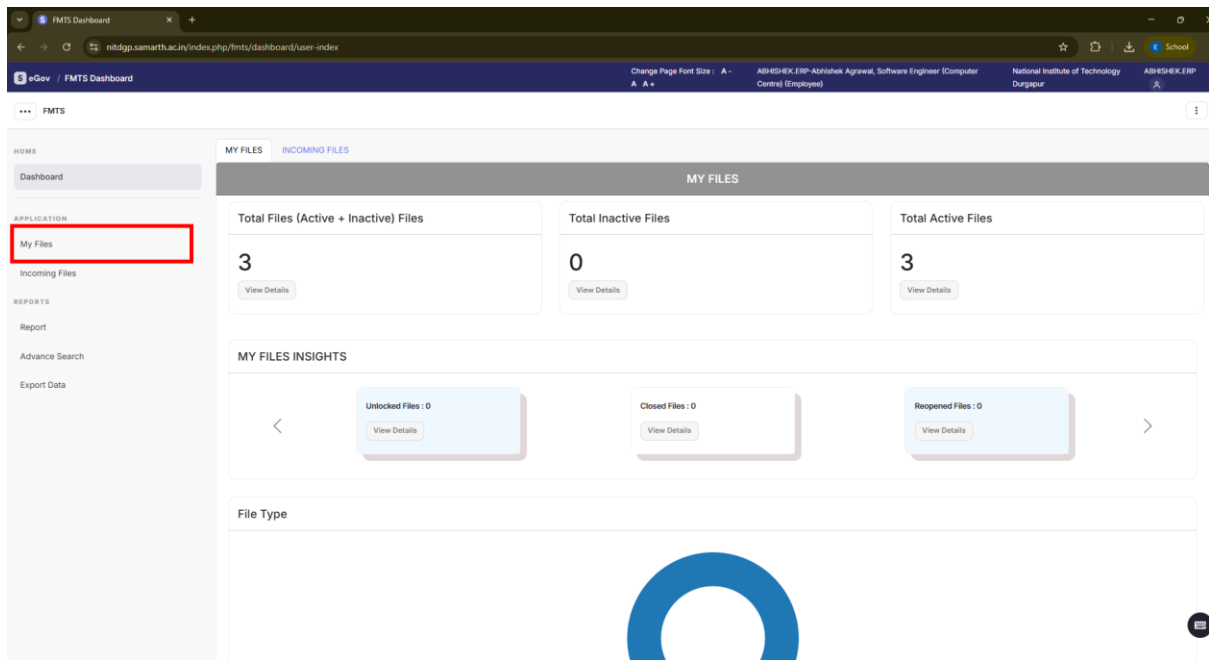 FMTS Dashboard
nitdgp.samarth.ac.in/index.php/fmts/dashboard/user-index
School
eGov / FMTS Dashboard
Change Page Font Size : A -
A A +
ABHISHEK.ERP-Abhishek Agrawal, Software Engineer (Computer
Centre) (Employee)
National Institute of Technology
Durgapur
ABHISHEK.ERP
FMTS
HOME
Dashboard
APPLICATION
My Files
Incoming Files
REPORTS
Report
Advance Search
Export Data
MY FILES INCOMING FILES
MY FILES
Total Files (Active + Inactive) Files
3
View Details
Total Inactive Files
0
View Details
Total Active Files
3
View Details
MY FILES INSIGHTS
Unlocked Files : 0
View Details
Closed Files : 0
View Details
Reopened Files : 0
View Details
File Type